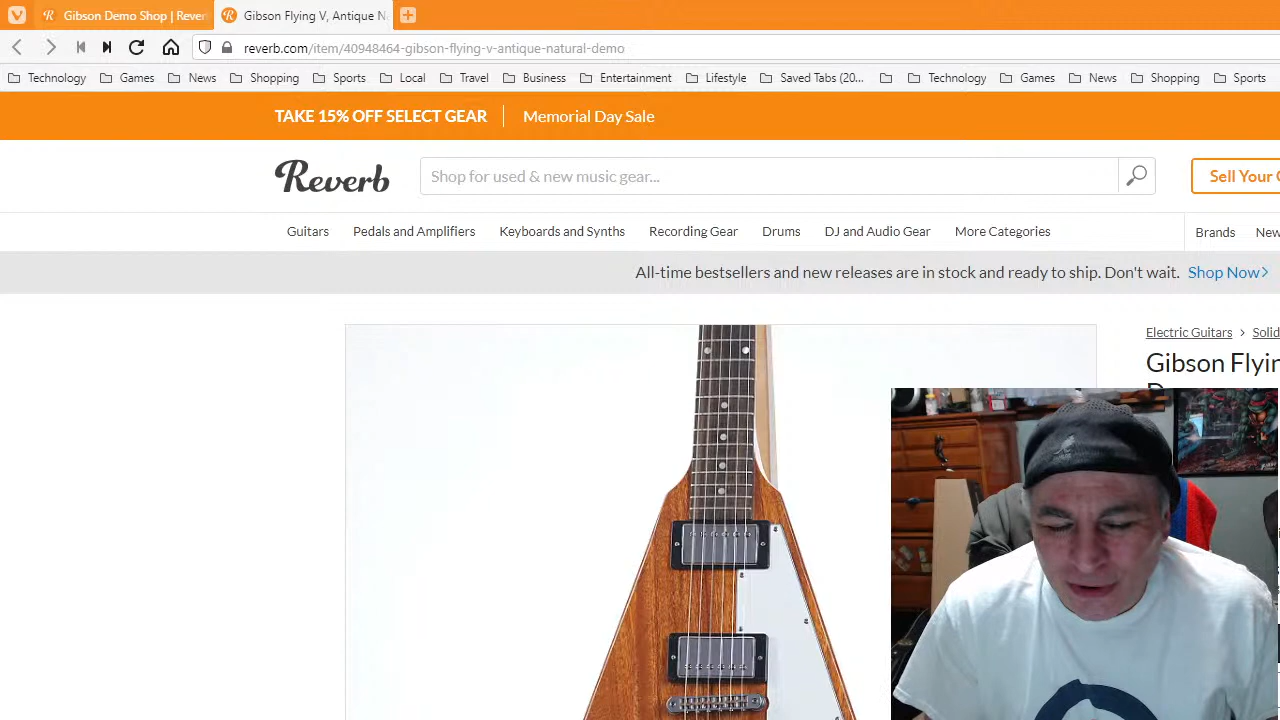 Gibson Demo Shop | Rever
Gibson Flying V, Antique N
reverb.com/item/40948464-gibson-flying-v-antique-natural-demo
Technology Games News Shopping Sports Local Travel Business Entertainment Lifestyle Saved Tabs (20... Technology Games News Shopping Sports
TAKE 15% OFF SELECT GEAR Memorial Day Sale
Reverb
Shop for used & new music gear...
Sell Your
Guitars Pedals and Amplifiers Keyboards and Synths Recording Gear Drums DJ and Audio Gear More Categories Brands New
All-time bestsellers and new releases are in stock and ready to ship. Don't wait. Shop Now >
Electric Guitars > Solid
Gibson Flyin